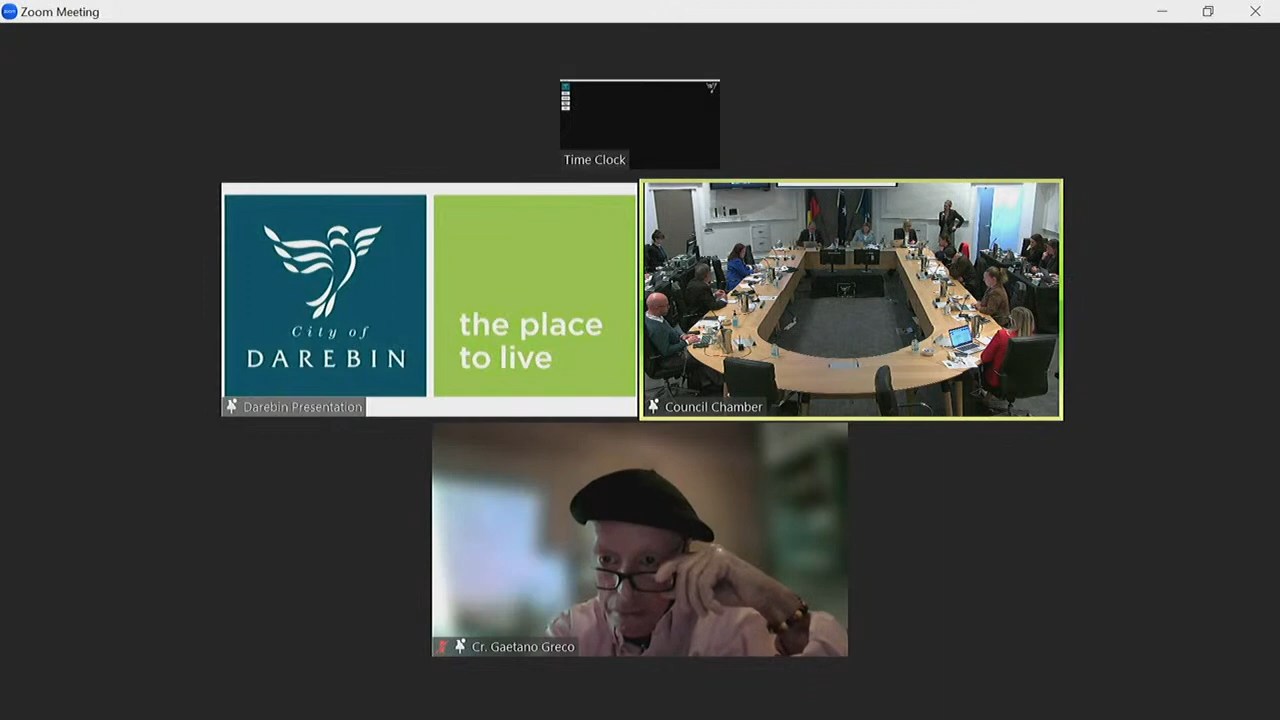 Zoom Meeting
Time Clock
City of
DAREBIN
the place
to live
Darebin Presentation
Council Chamber
Cr. Gaetano Greco